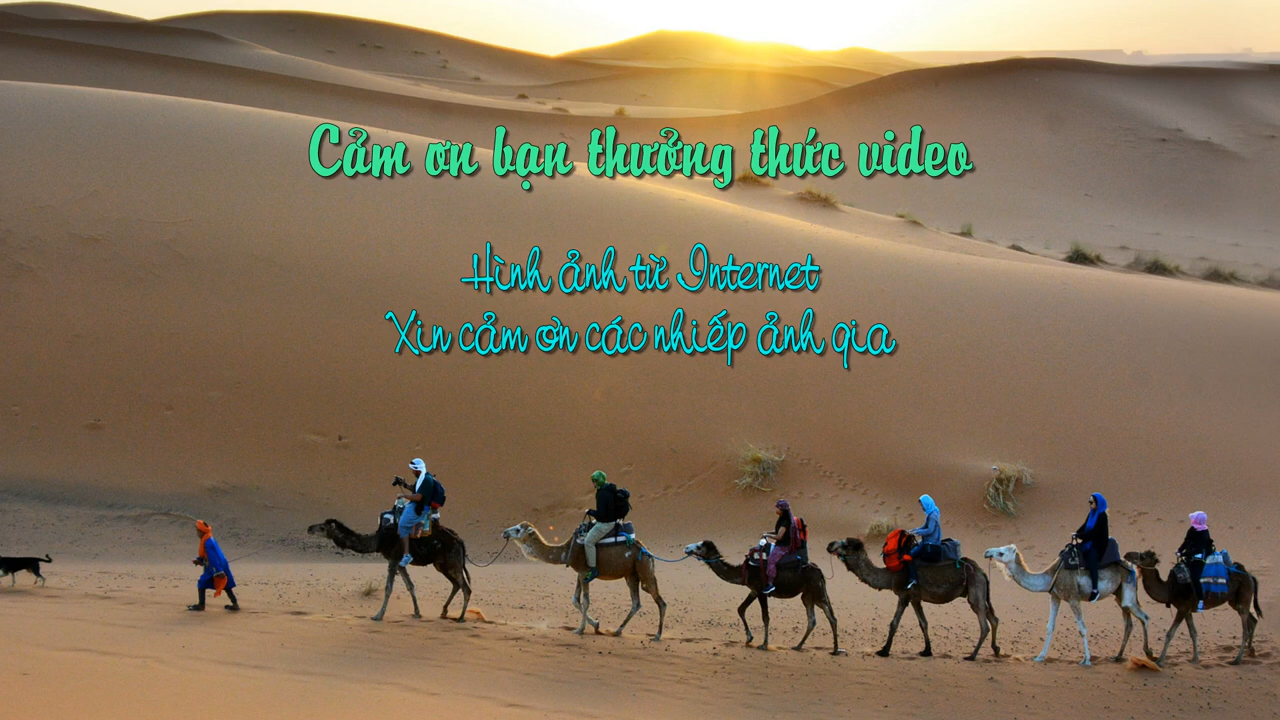 Cảm ơn bạn thưởng thức video
Hình ảnh từ Internet
Xin cảm ơn các nhiếp ảnh gia